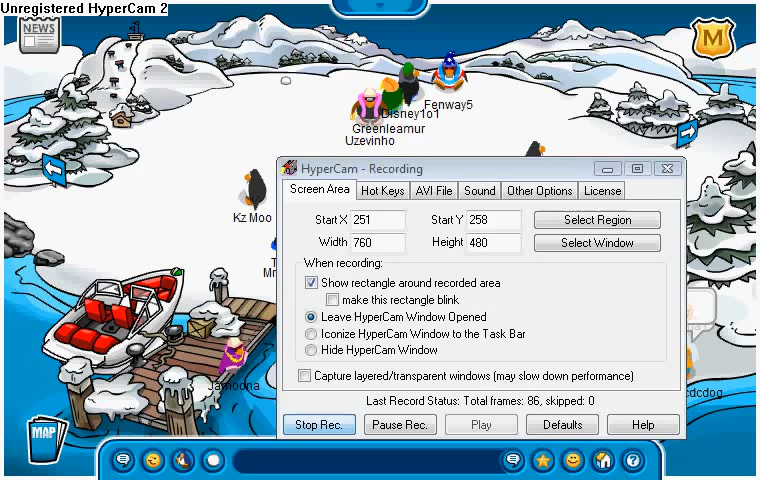 Unregistered HyperCam 2
NEWS
M
Fenway5
Disney1o1
Greenleamur
Uzevinho
HyperCam - Recording
Screen Area
Hot Keys
AVI File
Sound
Other Options
License
Start X 251
Start Y 258
Select Region
Width 760
Height 480
Select Window
When recording:
Show rectangle around recorded area
make this rectangle blink
Leave HyperCam Window Opened
Iconize HyperCam Window to the Task Bar
Hide HyperCam Window
Capture layered/transparent windows (may slow down performance)
Last Record Status: Total frames: 86, skipped: 0
Stop Rec.
Pause Rec.
Play
Defaults
Help
Kz Moo
Jamoona
cdcdog
MAP
?